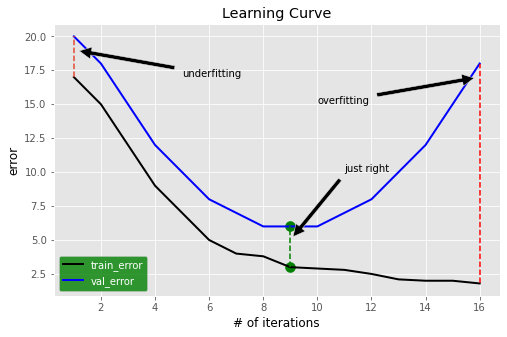 Learning Curve
20.0
17.5
15.0
12.5
10.0
7.5
5.0
2.5
error
underfitting
overfitting
just right
train_error
val_error
2 4 6 8 10 12 14 16
# of iterations